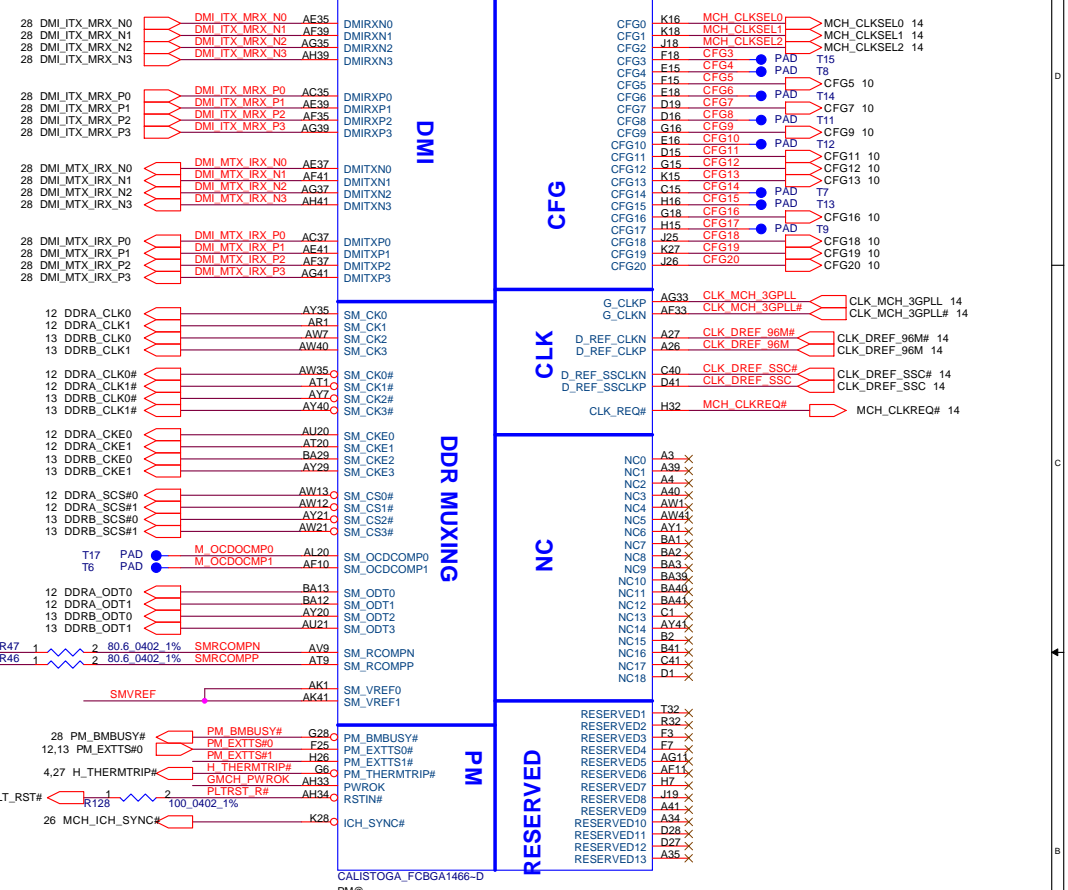 28 DMI_ITX_MRX_N0 DMI_ITX_MRX_N0 AE35 DMIRXN0
28 DMI_ITX_MRX_N1 DMI_ITX_MRX_N1 AF39 DMIRXN1
28 DMI_ITX_MRX_N2 DMI_ITX_MRX_N2 AG35 DMIRXN2
28 DMI_ITX_MRX_N3 DMI_ITX_MRX_N3 AH39 DMIRXN3
28 DMI_ITX_MRX_P0 DMI_ITX_MRX_P0 AC35 DMIRXP0
28 DMI_ITX_MRX_P1 DMI_ITX_MRX_P1 AE39 DMIRXP1
28 DMI_ITX_MRX_P2 DMI_ITX_MRX_P2 AF35 DMIRXP2
28 DMI_ITX_MRX_P3 DMI_ITX_MRX_P3 AG39 DMIRXP3
28 DMI_MTX_IRX_N0 DMI_MTX_IRX_N0 AE37 DMITXN0
28 DMI_MTX_IRX_N1 DMI_MTX_IRX_N1 AF41 DMITXN1
28 DMI_MTX_IRX_N2 DMI_MTX_IRX_N2 AG37 DMITXN2
28 DMI_MTX_IRX_N3 DMI_MTX_IRX_N3 AH41 DMITXN3
28 DMI_MTX_IRX_P0 DMI_MTX_IRX_P0 AC37 DMITXP0
28 DMI_MTX_IRX_P1 DMI_MTX_IRX_P1 AE41 DMITXP1
28 DMI_MTX_IRX_P2 DMI_MTX_IRX_P2 AF37 DMITXP2
28 DMI_MTX_IRX_P3 DMI_MTX_IRX_P3 AG41 DMITXP3
DMI
12 DDRA_CLK0 AY35 SM_CK0
12 DDRA_CLK1 AR1 SM_CK1
13 DDRB_CLK0 AW7 SM_CK2
13 DDRB_CLK1 AW40 SM_CK3
12 DDRA_CLK0# AW35 SM_CK0#
12 DDRA_CLK1# AT1 SM_CK1#
13 DDRB_CLK0# AY7 SM_CK2#
13 DDRB_CLK1# AY40 SM_CK3#
12 DDRA_CKE0 AU20 SM_CKE0
12 DDRA_CKE1 AT20 SM_CKE1
13 DDRB_CKE0 BA29 SM_CKE2
13 DDRB_CKE1 AY29 SM_CKE3
12 DDRA_SCS#0 AW13 SM_CS0#
12 DDRA_SCS#1 AW12 SM_CS1#
13 DDRB_SCS#0 AY21 SM_CS2#
13 DDRB_SCS#1 AW21 SM_CS3#
T17 PAD M_OCDOCMP0 AL20 SM_OCDCOMP0
T6 PAD M_OCDOCMP1 AF10 SM_OCDCOMP1
12 DDRA_ODT0 BA13 SM_ODT0
12 DDRA_ODT1 BA12 SM_ODT1
13 DDRB_ODT0 AY20 SM_ODT2
13 DDRB_ODT1 AU21 SM_ODT3
R47 1 2 80.6_0402_1% SMRCOMPN AV9 SM_RCOMPN
R46 1 2 80.6_0402_1% SMRCOMPP AT9 SM_RCOMPP
AK1 SM_VREF0
SMVREF AK41 SM_VREF1
DDR MUXING
28 PM_BMBUSY# PM_BMBUSY# G28 PM_BMBUSY#
12,13 PM_EXTTS#0 PM_EXTTS#0 F25 PM_EXTTS0#
PM_EXTTS#1 H26 PM_EXTTS1#
4,27 H_THERMTRIP# H_THERMTRIP# G6 PM_THERMTRIP#
GMCH_PWROK AH33 PWROK
LT_RST# R128 1 2 100_0402_1% PLTRST_R# AH34 RSTIN#
26 MCH_ICH_SYNC# K28 ICH_SYNC#
PM
CALISTOGA_FCBGA1466~D
PM@
CFG0 K16 MCH_CLKSEL0 MCH_CLKSEL0 14
CFG1 K18 MCH_CLKSEL1 MCH_CLKSEL1 14
CFG2 J18 MCH_CLKSEL2 MCH_CLKSEL2 14
CFG3 F18 CFG3 PAD T15
CFG4 E15 CFG4 PAD T8
CFG5 F15 CFG5 CFG5 10
CFG6 E18 CFG6 PAD T14
CFG7 D19 CFG7 CFG7 10
CFG8 D16 CFG8 PAD T11
CFG9 G16 CFG9 CFG9 10
CFG10 E16 CFG10 PAD T12
CFG11 D15 CFG11 CFG11 10
CFG12 G15 CFG12 CFG12 10
CFG13 K15 CFG13 CFG13 10
CFG14 C15 CFG14 PAD T7
CFG15 H16 CFG15 PAD T13
CFG16 G18 CFG16 CFG16 10
CFG17 H15 CFG17 PAD T9
CFG18 J25 CFG18 CFG18 10
CFG19 K27 CFG19 CFG19 10
CFG20 J26 CFG20 CFG20 10
CFG
G_CLKP AG33 CLK_MCH_3GPLL CLK_MCH_3GPLL 14
G_CLKN AF33 CLK_MCH_3GPLL# CLK_MCH_3GPLL# 14
D_REF_CLKN A27 CLK_DREF_96M# CLK_DREF_96M# 14
D_REF_CLKP A26 CLK_DREF_96M CLK_DREF_96M 14
D_REF_SSCLKN C40 CLK_DREF_SSC# CLK_DREF_SSC# 14
D_REF_SSCLKP D41 CLK_DREF_SSC CLK_DREF_SSC 14
CLK_REQ# H32 MCH_CLKREQ# MCH_CLKREQ# 14
CLK
NC0 A3
NC1 A39
NC2 A4
NC3 A40
NC4 AW1
NC5 AW41
NC6 AY1
NC7 BA1
NC8 BA2
NC9 BA3
NC10 BA39
NC11 BA40
NC12 BA41
NC13 C1
NC14 AY41
NC15 B2
NC16 B41
NC17 C41
NC18 D1
NC
RESERVED1 T32
RESERVED2 R32
RESERVED3 F3
RESERVED4 F7
RESERVED5 AG11
RESERVED6 AF11
RESERVED7 H7
RESERVED8 J19
RESERVED9 A41
RESERVED10 A34
RESERVED11 D28
RESERVED12 D27
RESERVED13 A35
RESERVED
D
C
B